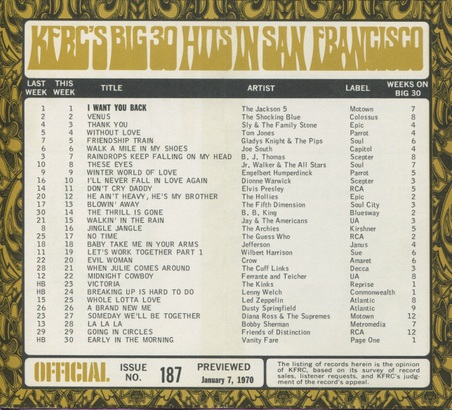 KFRC'S BIG 30 HITS IN SAN FRANCISCO
LAST WEEK THIS WEEK TITLE ARTIST LABEL WEEKS ON BIG 30
1 1 I WANT YOU BACK The Jackson 5 Motown 7
2 2 VENUS The Shocking Blue Colossus 8
4 3 THANK YOU Sly & The Family Stone Epic 4
5 4 WITHOUT LOVE Tom Jones Parrot 4
7 5 FRIENDSHIP TRAIN Gladys Knight & The Pips Soul 6
6 6 WALK A MILE IN MY SHOES Joe South Capitol 4
3 7 RAINDROPS KEEP FALLING ON MY HEAD B. J. Thomas Scepter 8
10 8 THESE EYES Jr. Walker & The All Stars Soul 7
9 9 WINTER WORLD OF LOVE Engelbert Humperdinck Parrot 5
16 10 I'LL NEVER FALL IN LOVE AGAIN Dionne Warwick Scepter 3
14 11 DON'T CRY DADDY Elvis Presley RCA 5
20 12 HE AIN'T HEAVY, HE'S MY BROTHER The Hollies Epic 2
17 13 BLOWIN' AWAY The Fifth Dimension Soul City 3
30 14 THE THRILL IS GONE B. B. King Bluesway 2
21 15 WALKIN' IN THE RAIN Jay & The Americans UA 3
8 16 JINGLE JANGLE The Archies Kirshner 5
25 17 NO TIME The Guess Who RCA 2
18 18 BABY TAKE ME IN YOUR ARMS Jefferson Janus 4
11 19 LET'S WORK TOGETHER PART 1 Wilbert Harrison Sue 6
22 20 EVIL WOMAN Crow Amaret 6
28 21 WHEN JULIE COMES AROUND The Cuff Links Decca 3
12 22 MIDNIGHT COWBOY Ferrante and Teicher UA 8
HB 23 VICTORIA The Kinks Reprise 1
HB 24 BREAKING UP IS HARD TO DO Lenny Welch Commonwealth 1
15 25 WHOLE LOTTA LOVE Led Zeppelin Atlantic 8
26 26 A BRAND NEW ME Dusty Springfield Atlantic 9
23 27 SOMEDAY WE'LL BE TOGETHER Diana Ross & The Supremes Motown 12
13 28 LA LA LA Bobby Sherman Metromedia 7
29 29 GOING IN CIRCLES Friends of Distinction RCA 12
HB 30 EARLY IN THE MORNING Vanity Fare Page One 1
OFFICIAL. ISSUE NO. 187 PREVIEWED January 7, 1970
The listing of records herein is the opinion
of KFRC, based on its survey of record
sales, listener requests, and KFRC's judg-
ment of the record's appeal.